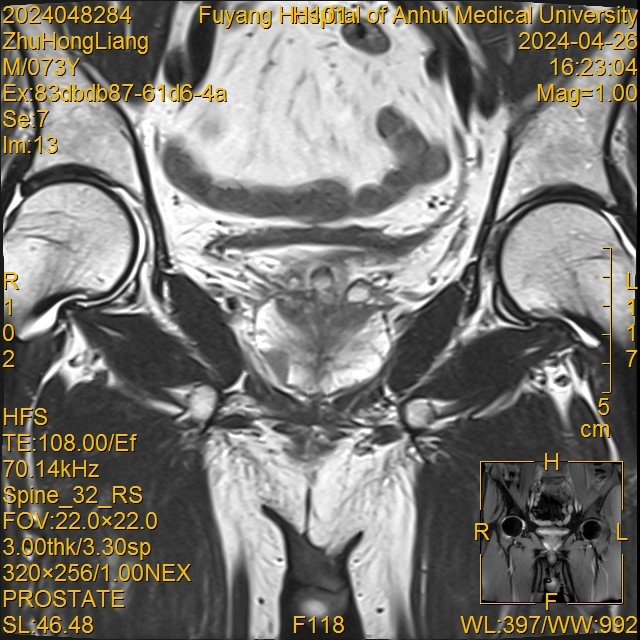 2024048284
Fuyang Hospital of Anhui Medical University
ZhuHongLiang
2024-04-26
M/073Y
16:23:04
Ex:83dbdb87-61d6-4a
Mag=1.00
Se:7
Im:13
R
1
0
2
L
1
1
7
5
cm
HFS
TE:108.00/Ef
70.14kHz
Spine_32_RS
FOV:22.0×22.0
3.00thk/3.30sp
320×256/1.00NEX
PROSTATE
SL:46.48
F118
H
R
L
F
WL:397/WW:992